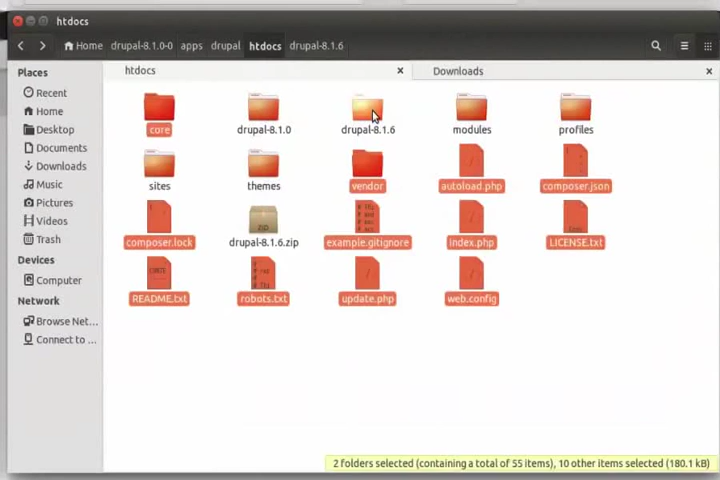 htdocs
Home drupal-8.1.0-0 apps drupal htdocs drupal-8.1.6
Places
Recent
Home
Desktop
Documents
Downloads
Music
Pictures
Videos
Trash
Devices
Computer
Network
Browse Net...
Connect to ...
htdocs
Downloads
core drupal-8.1.0 drupal-8.1.6 modules profiles
sites themes vendor autoload.php composer.json
composer.lock drupal-8.1.6.zip example.gitignore index.php LICENSE.txt
README.txt robots.txt update.php web.config
2 folders selected (containing a total of 55 items), 10 other items selected (180.1 kB)